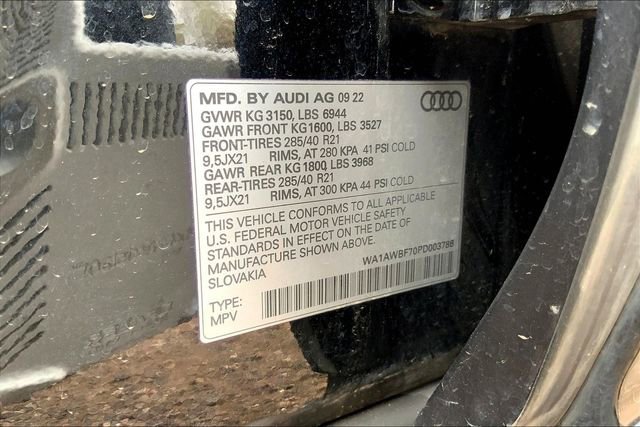 MFD. BY AUDI AG 09 22
GVWR KG 3150, LBS 6944
GAWR FRONT KG1600, LBS 3527
FRONT-TIRES 285/40 R21
9,5JX21 RIMS, AT 280 KPA 41 PSI COLD
GAWR REAR KG 1800, LBS 3968
REAR-TIRES 285/40 R21
9,5JX21 RIMS, AT 300 KPA 44 PSI COLD
THIS VEHICLE CONFORMS TO ALL APPLICABLE
U.S. FEDERAL MOTOR VEHICLE SAFETY
STANDARDS IN EFFECT ON THE DATE OF
MANUFACTURE SHOWN ABOVE.
SLOVAKIA WA1AWBF70PD003788
TYPE:
MPV